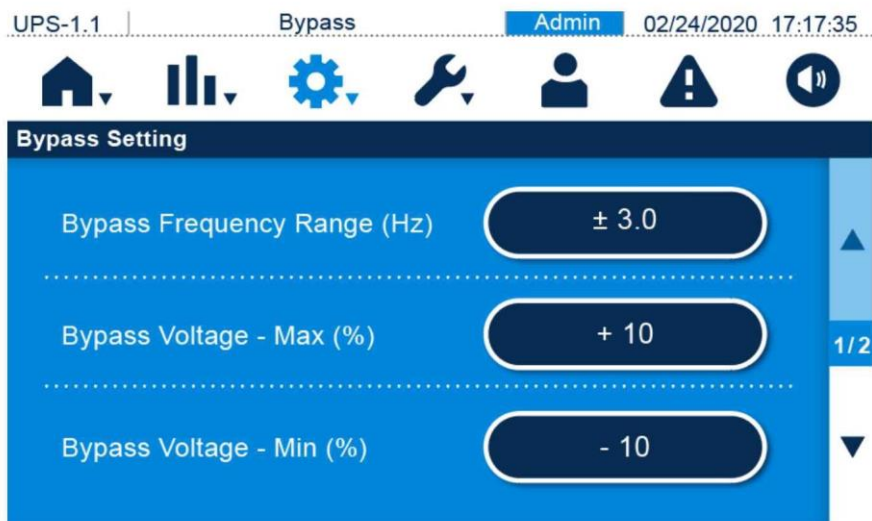 UPS-1.1 Bypass Admin 02/24/2020 17:17:35
Bypass Setting
Bypass Frequency Range (Hz) ± 3.0
Bypass Voltage - Max (%) + 10
1/2
Bypass Voltage - Min (%) - 10